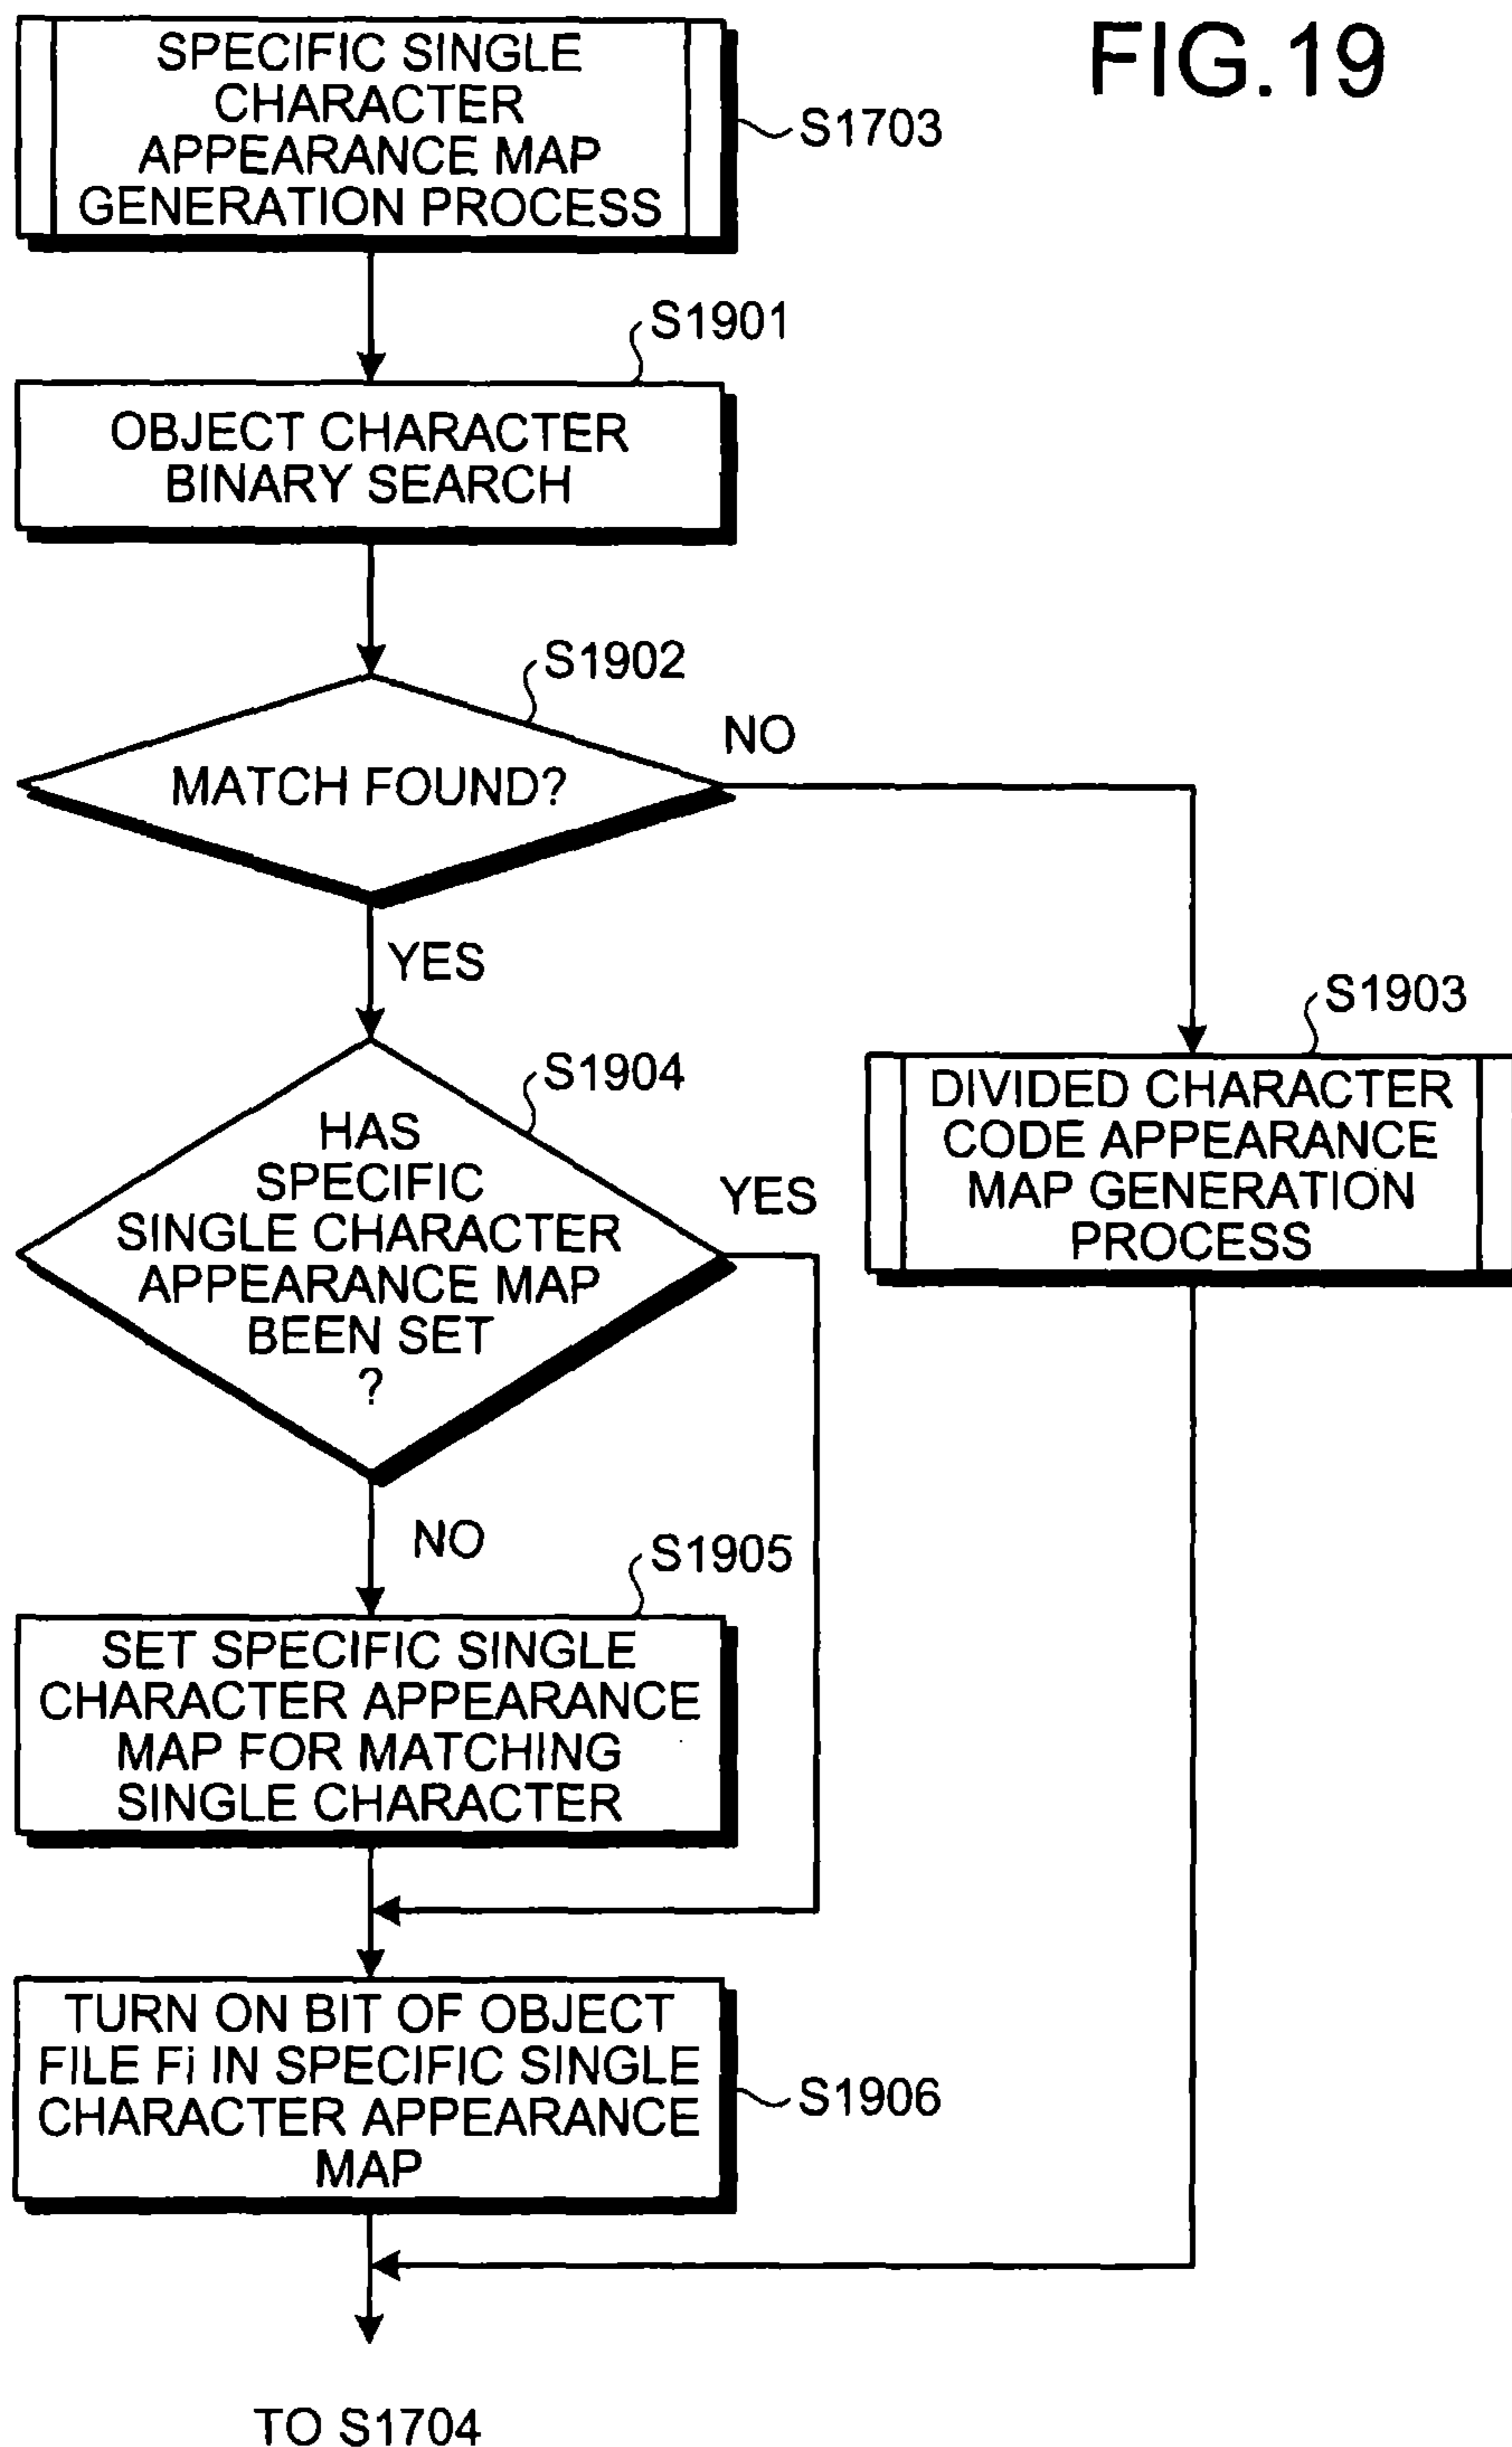 FIG.19
SPECIFIC SINGLE
CHARACTER
APPEARANCE MAP
GENERATION PROCESS
S1703
S1901
OBJECT CHARACTER
BINARY SEARCH
S1902
MATCH FOUND?
NO
YES
S1903
DIVIDED CHARACTER
CODE APPEARANCE
MAP GENERATION
PROCESS
S1904
HAS
SPECIFIC
SINGLE CHARACTER
APPEARANCE MAP
BEEN SET
?
YES
NO
S1905
SET SPECIFIC SINGLE
CHARACTER APPEARANCE
MAP FOR MATCHING
SINGLE CHARACTER
TURN ON BIT OF OBJECT
FILE Fi IN SPECIFIC SINGLE
CHARACTER APPEARANCE
MAP
S1906
TO S1704